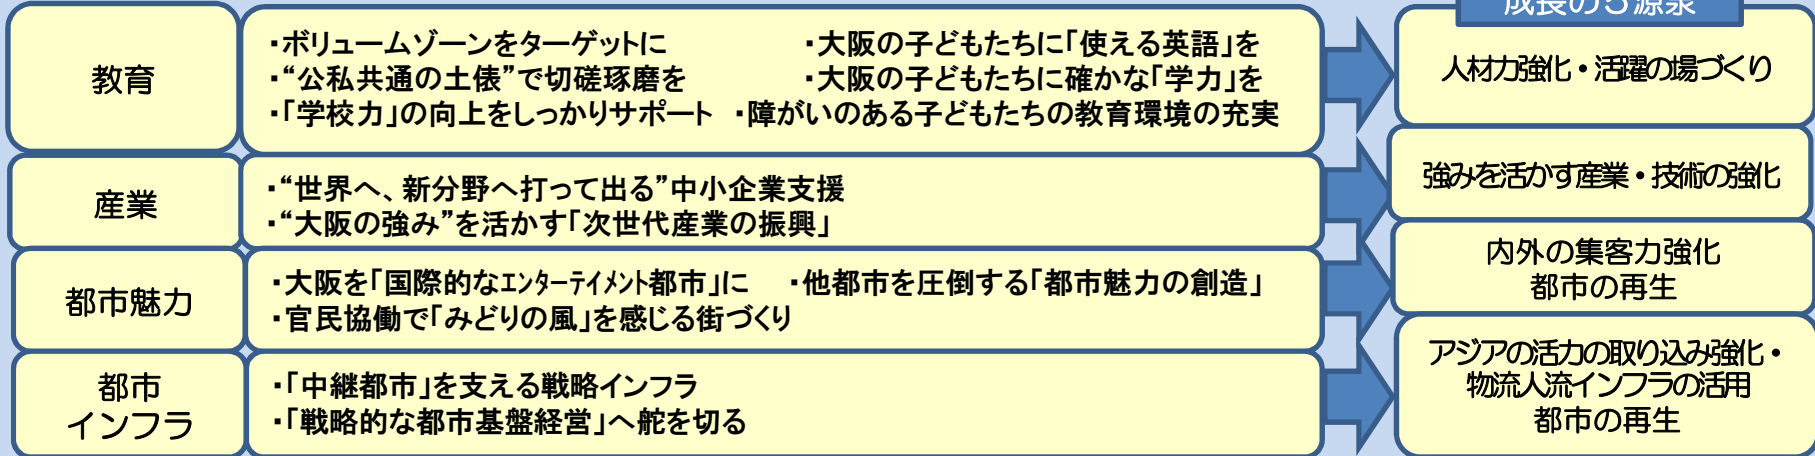 成長の5源泉
教育
・ボリュームゾーンをターゲットに ・大阪の子どもたちに「使える英語」を
・“公私共通の土俵”で切磋琢磨を ・大阪の子どもたちに確かな「学力」を
・「学校力」の向上をしっかりサポート ・障がいのある子どもたちの教育環境の充実
人材力強化・活躍の場づくり
産業
・“世界へ、新分野へ打って出る”中小企業支援
・“大阪の強み”を活かす「次世代産業の振興」
強みを活かす産業・技術の強化
都市魅力
・大阪を「国際的なエンターテイメント都市」に ・他都市を圧倒する「都市魅力の創造」
・官民協働で「みどりの風」を感じる街づくり
内外の集客力強化
都市の再生
都市
インフラ
・「中継都市」を支える戦略インフラ
・「戦略的な都市基盤経営」へ舵を切る
アジアの活力の取り込み強化・
物流人流インフラの活用
都市の再生